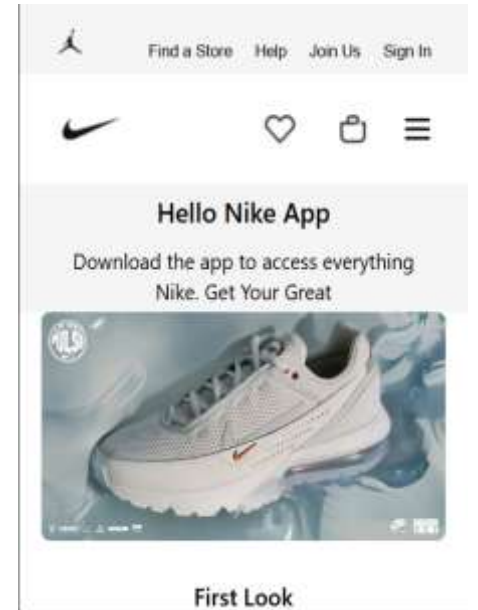 Find a Store Help Join Us Sign In
Hello Nike App
Download the app to access everything
Nike. Get Your Great
First Look